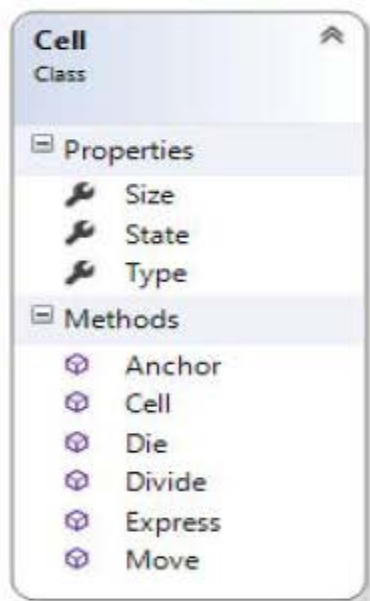 Cell
Class
Properties
Size
State
Type
Methods
Anchor
Cell
Die
Divide
Express
Move